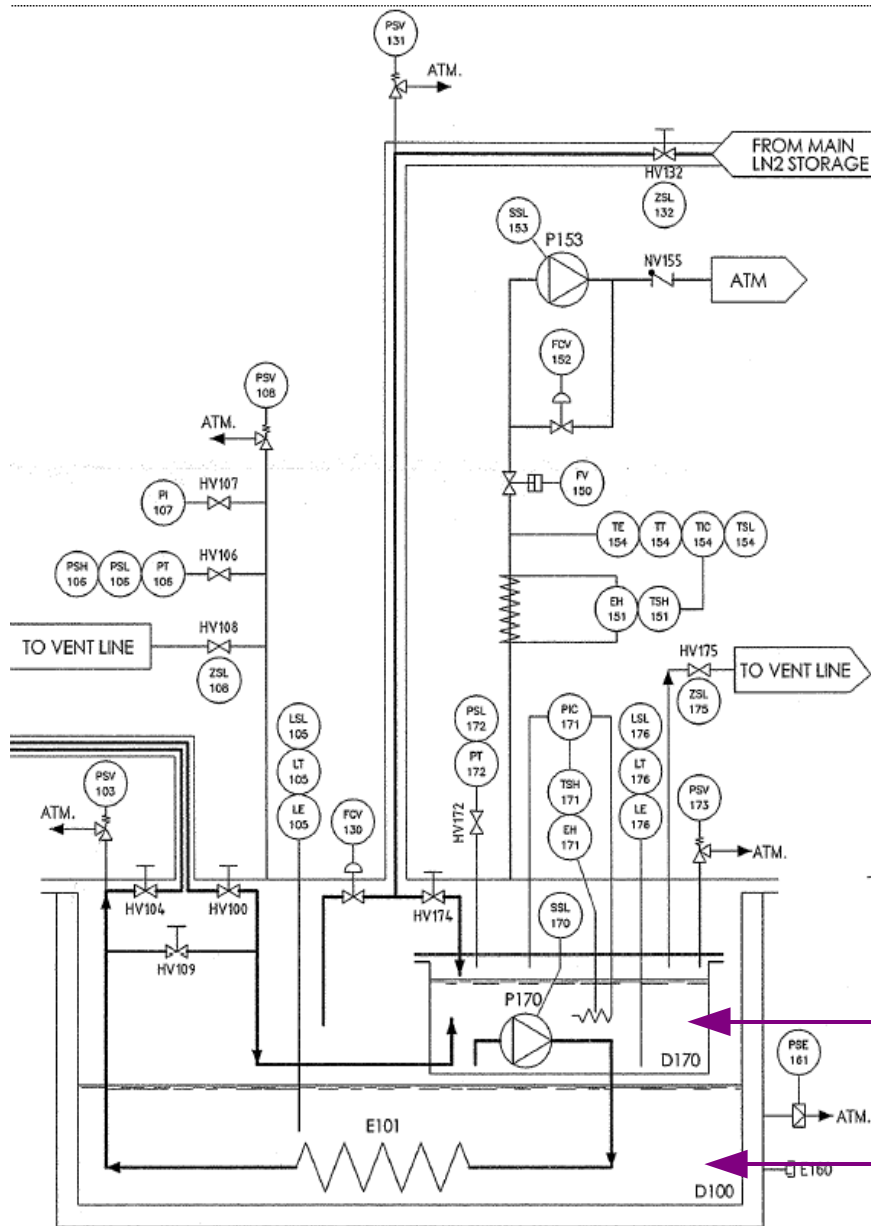 PSV
131
ATM.
FROM MAIN
LN2 STORAGE
HV132
ZSL
132
SSL
153
P153
NV155
ATM
FCV
152
PSV
108
ATM.
FV
150
PI
107
HV107
TE
154
TT
154
TIC
154
TSL
154
PSH
106
PSL
106
PT
106
HV106
EH
151
TSH
151
TO VENT LINE
HV108
ZSL
108
HV175
ZSL
175
TO VENT LINE
LSL
105
LT
105
LE
105
PSL
172
PT
172
HV172
PIC
171
TSH
171
EH
171
LSL
176
LT
176
LE
176
PSV
103
ATM.
FCV
130
PSV
173
ATM.
HV104
HV100
HV174
SSL
170
HV109
P170
D170
PSE
161
ATM.
E101
E160
D100